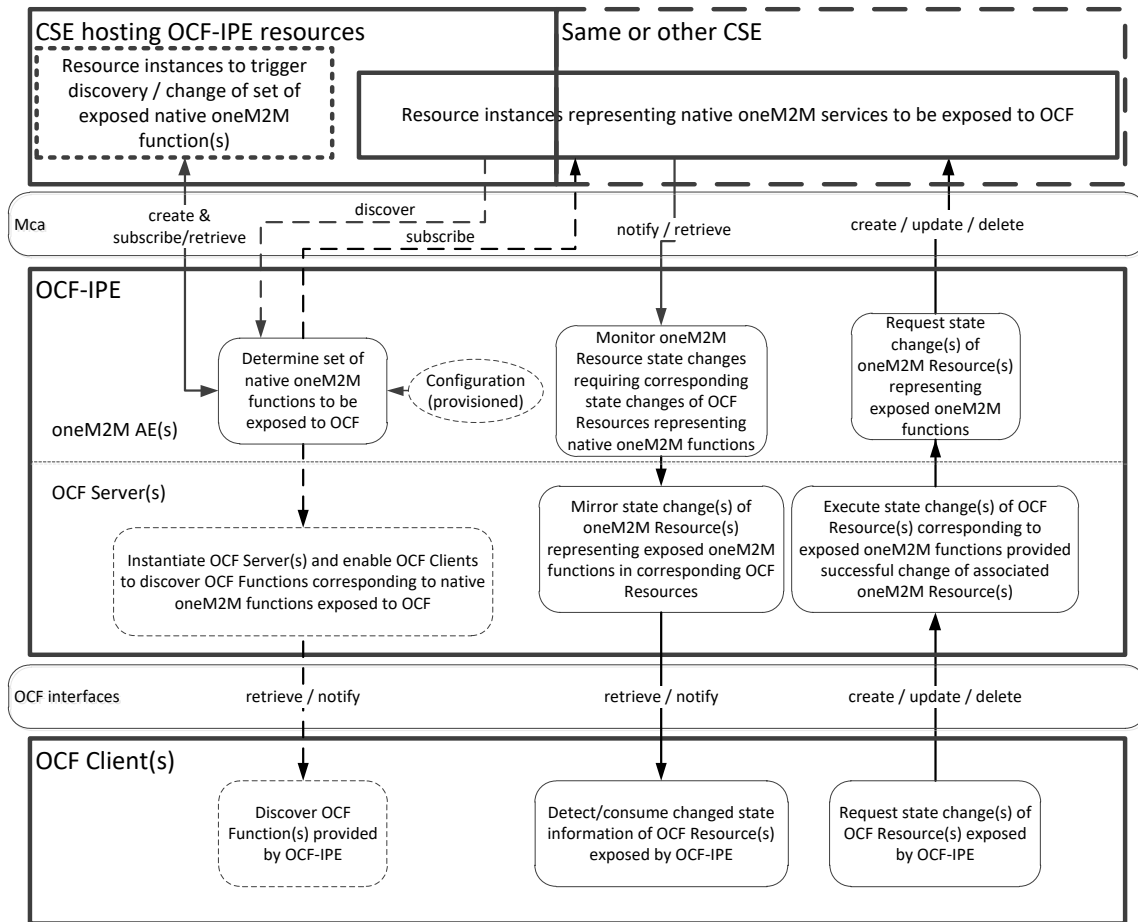 CSE hosting OCF-IPE resources
Same or other CSE
Resource instances to trigger
discovery / change of set of
exposed native oneM2M
function(s)
Resource instances representing native oneM2M services to be exposed to OCF
Mca
create &
subscribe/retrieve
discover
subscribe
notify / retrieve
create / update / delete
OCF-IPE
Determine set of
native oneM2M
functions to be
exposed to OCF
Configuration
(provisioned)
Monitor oneM2M
Resource state changes
requiring corresponding
state changes of OCF
Resources representing
native oneM2M functions
Request state
change(s) of
oneM2M Resource(s)
representing
exposed oneM2M
functions
oneM2M AE(s)
OCF Server(s)
Instantiate OCF Server(s) and enable OCF Clients
to discover OCF Functions corresponding to native
oneM2M functions exposed to OCF
Mirror state change(s) of
oneM2M Resource(s)
representing exposed oneM2M
functions in corresponding OCF
Resources
Execute state change(s) of OCF
Resource(s) corresponding to
exposed oneM2M functions provided
successful change of associated
oneM2M Resource(s)
OCF interfaces
retrieve / notify
retrieve / notify
create / update / delete
OCF Client(s)
Discover OCF
Function(s) provided
by OCF-IPE
Detect/consume changed state
information of OCF Resource(s)
exposed by OCF-IPE
Request state change(s) of
OCF Resource(s) exposed
by OCF-IPE